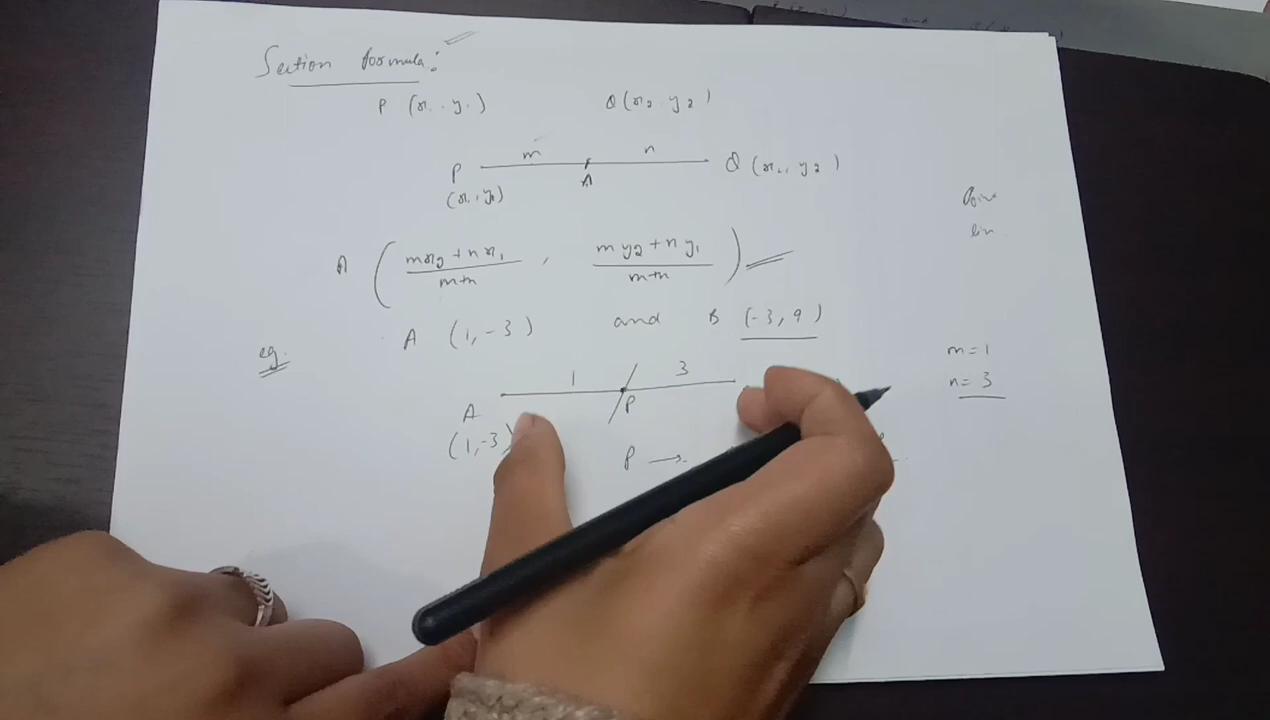 Section formula:
P (x1, y1) Q (x2, y2)
m n
P A Q (x2, y2)
(x1, y1)
A ( mx2 + nx1 / m+n , my2 + ny1 / m+n )
eg. A (1, -3) and B (-3, 9)
1 3
A P
(1, -3)
P →
m = 1
n = 3